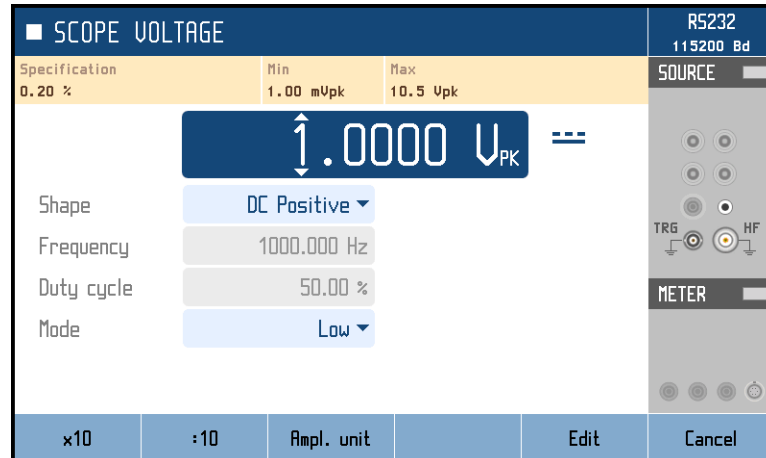 SCOPE VOLTAGE
RS232
115200 Bd
Specification
0.20 %
Min
1.00 mVpk
Max
10.5 Vpk
SOURCE
1.0000 VPK
Shape
DC Positive
Frequency
1000.000 Hz
Duty cycle
50.00 %
Mode
Low
TRG
HF
METER
x10
:10
Ampl. unit
Edit
Cancel